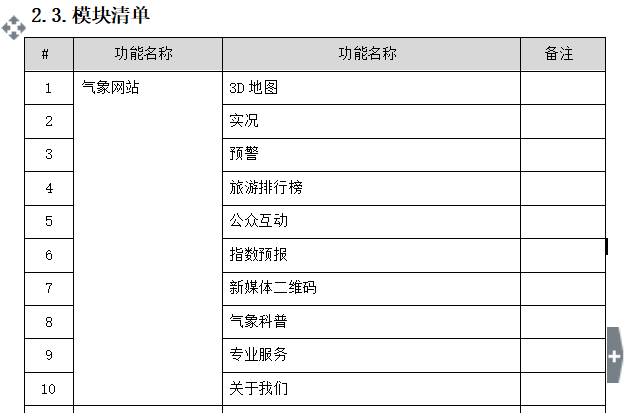 2.3.模块清单
# 功能名称 功能名称 备注
1 气象网站 3D 地图
2 实况
3 预警
4 旅游排行榜
5 公众互动
6 指数预报
7 新媒体二维码
8 气象科普
9 专业服务
10 关于我们